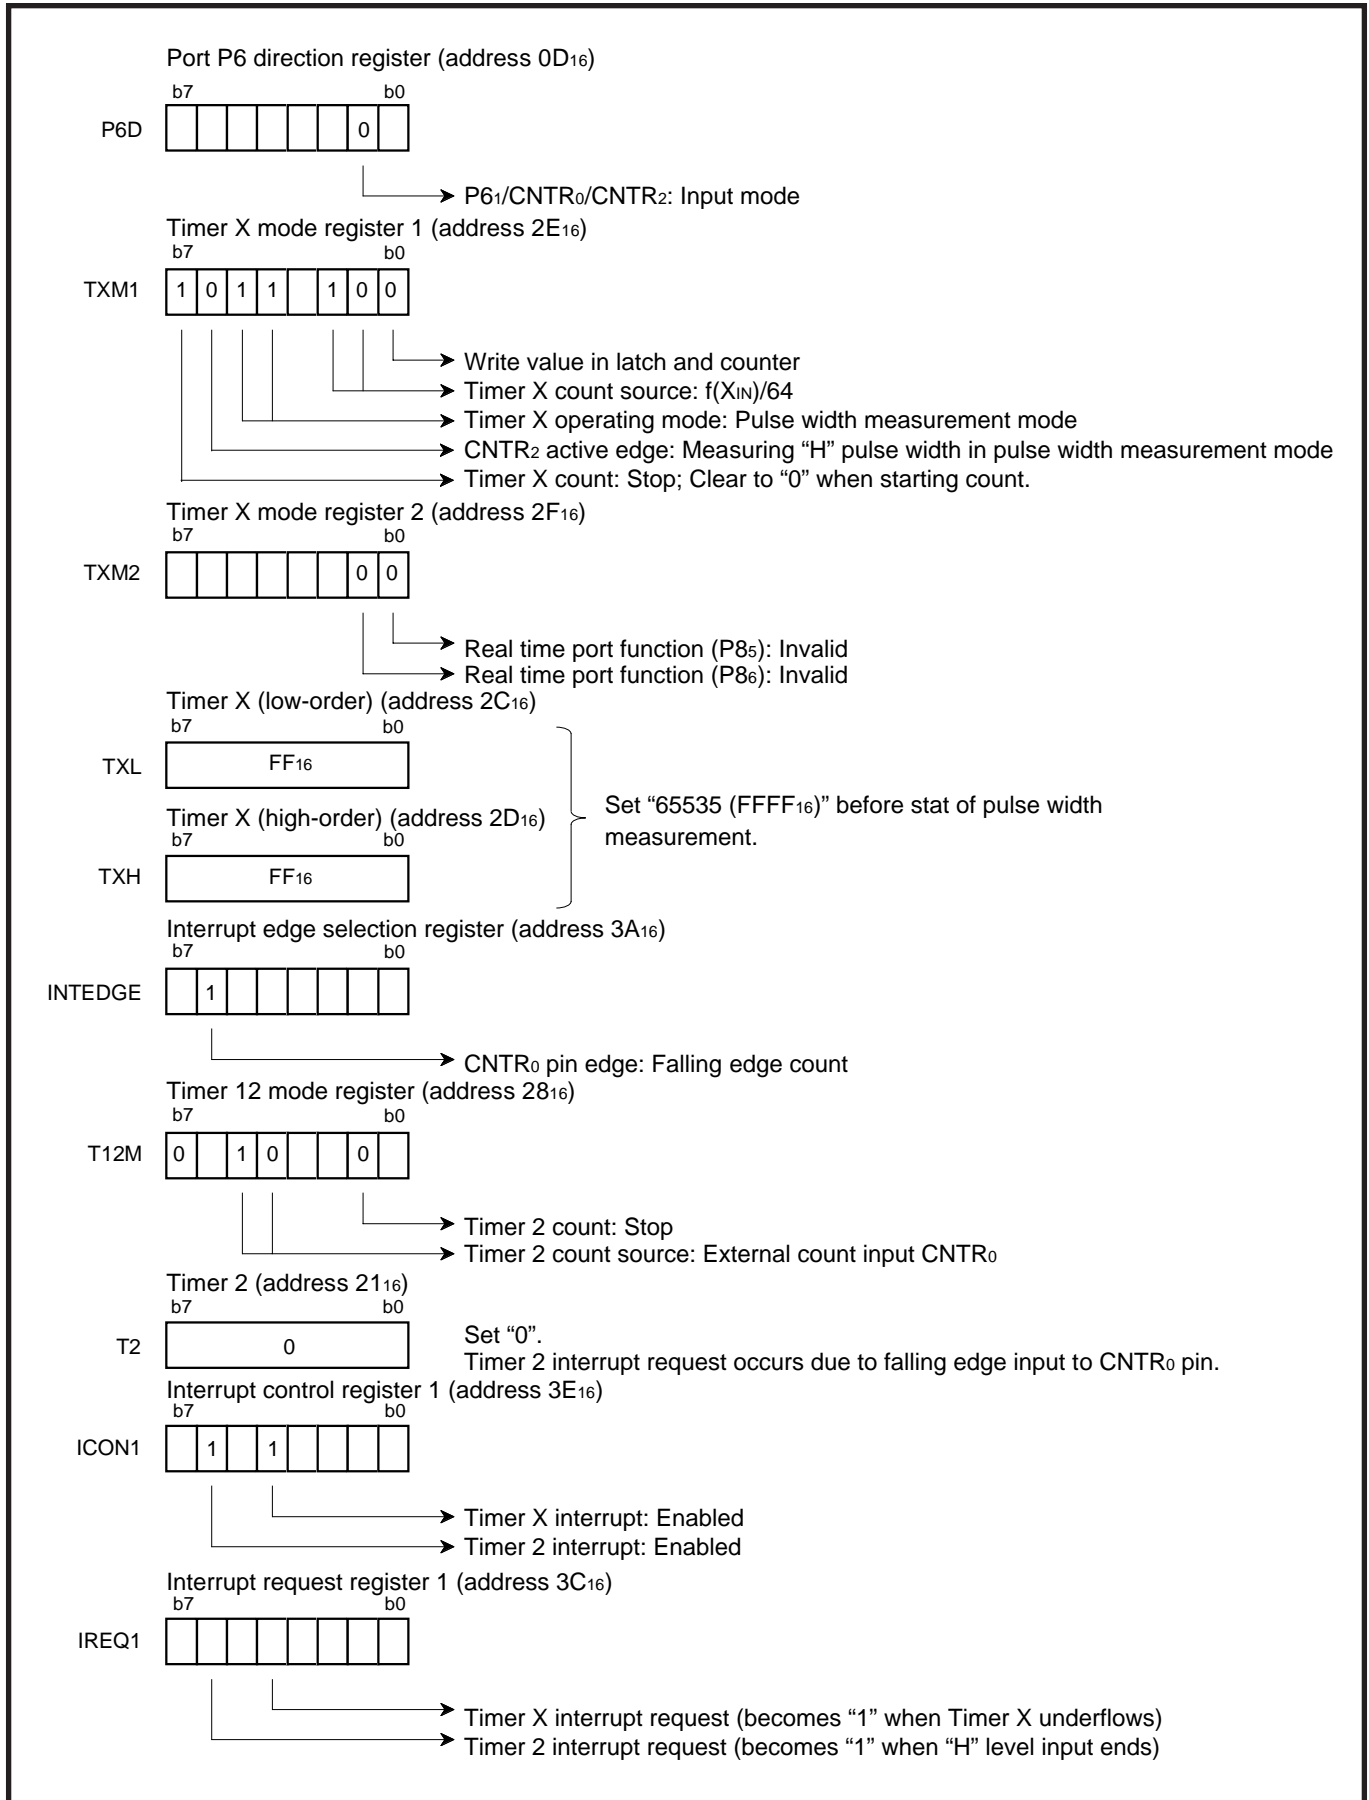 Port P6 direction register (address 0D16)
b7 b0
P6D 0
P61/CNTR0/CNTR2: Input mode
Timer X mode register 1 (address 2E16)
b7 b0
TXM1 1 0 1 1 1 0 0
Write value in latch and counter
Timer X count source: f(XIN)/64
Timer X operating mode: Pulse width measurement mode
CNTR2 active edge: Measuring “H” pulse width in pulse width measurement mode
Timer X count: Stop; Clear to “0” when starting count.
Timer X mode register 2 (address 2F16)
b7 b0
TXM2 0 0
Real time port function (P85): Invalid
Real time port function (P86): Invalid
Timer X (low-order) (address 2C16)
b7 b0
TXL FF16
Timer X (high-order) (address 2D16)
b7 b0
TXH FF16
Set “65535 (FFFF16)” before stat of pulse width
measurement.
Interrupt edge selection register (address 3A16)
b7 b0
INTEDGE 1
CNTR0 pin edge: Falling edge count
Timer 12 mode register (address 2816)
b7 b0
T12M 0 1 0 0
Timer 2 count: Stop
Timer 2 count source: External count input CNTR0
Timer 2 (address 2116)
b7 b0
T2 0
Set “0”.
Timer 2 interrupt request occurs due to falling edge input to CNTR0 pin.
Interrupt control register 1 (address 3E16)
b7 b0
ICON1 1 1
Timer X interrupt: Enabled
Timer 2 interrupt: Enabled
Interrupt request register 1 (address 3C16)
b7 b0
IREQ1
Timer X interrupt request (becomes “1” when Timer X underflows)
Timer 2 interrupt request (becomes “1” when “H” level input ends)